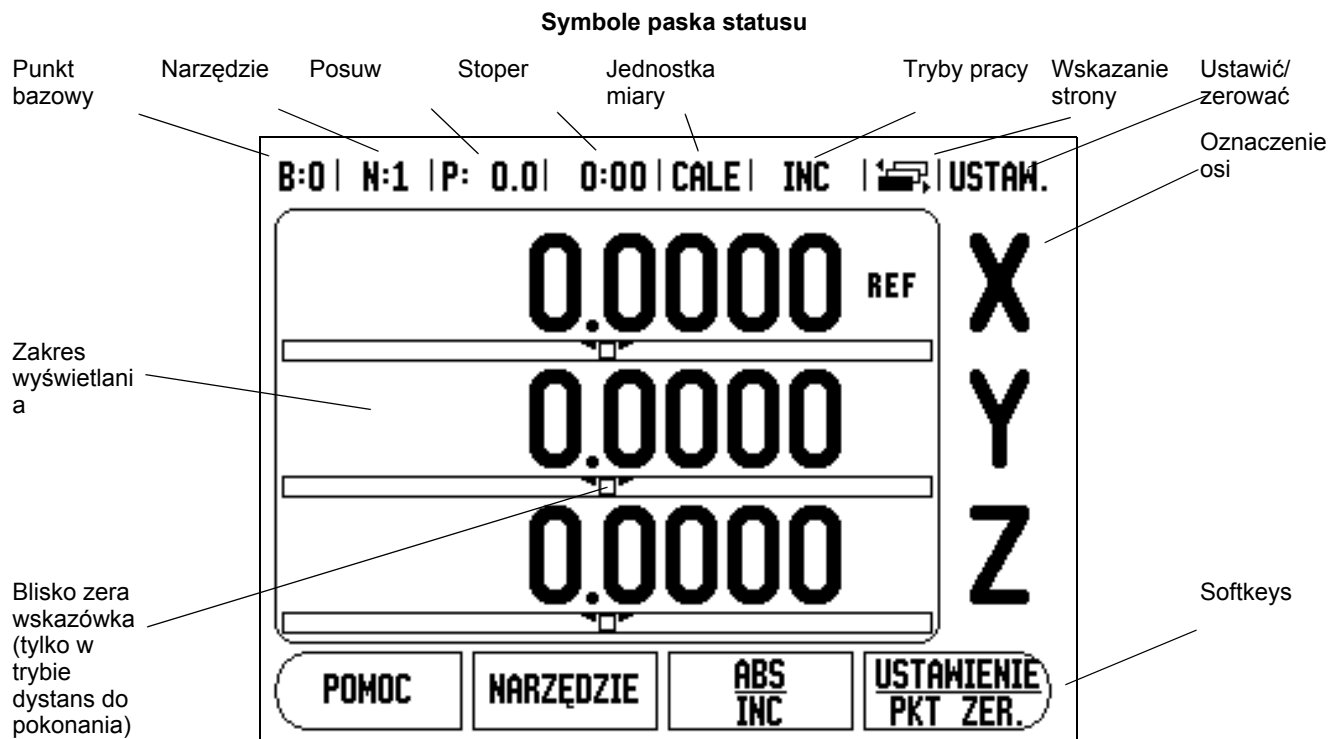 Symbole paska statusu
Punkt
bazowy
Narzędzie
Posuw
Stoper
Jednostka
miary
Tryby pracy
Wskazanie
strony
Ustawić/
zerować
Oznaczenie
osi
B:0 | N:1 | P: 0.0 | 0:00 | CALE | INC | | USTAW.
0.0000 REF X
Zakres
wyświetlani
a
0.0000 Y
0.0000 Z
Blisko zera
wskazówka
(tylko w
trybie
dystans do
pokonania)
Softkeys
POMOC
NARZĘDZIE
ABS
INC
USTAWIENIE
PKT ZER.